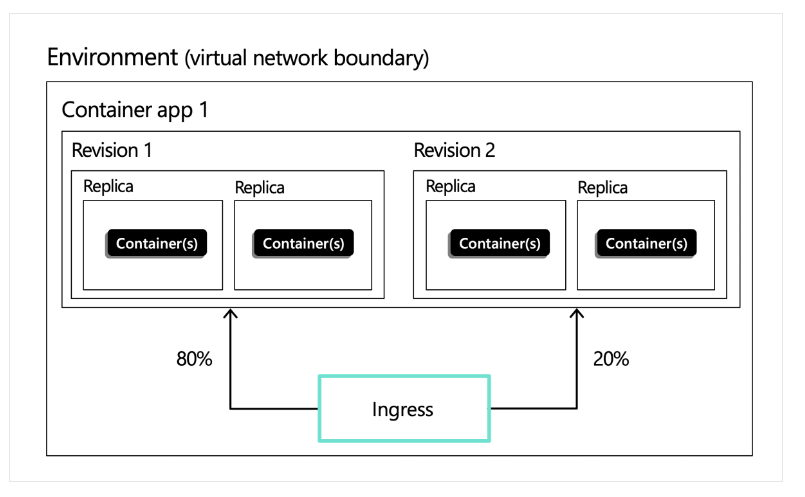 Environment (virtual network boundary)
Container app 1
Revision 1
Revision 2
Replica
Replica
Replica
Replica
Container(s)
Container(s)
Container(s)
Container(s)
80%
20%
Ingress